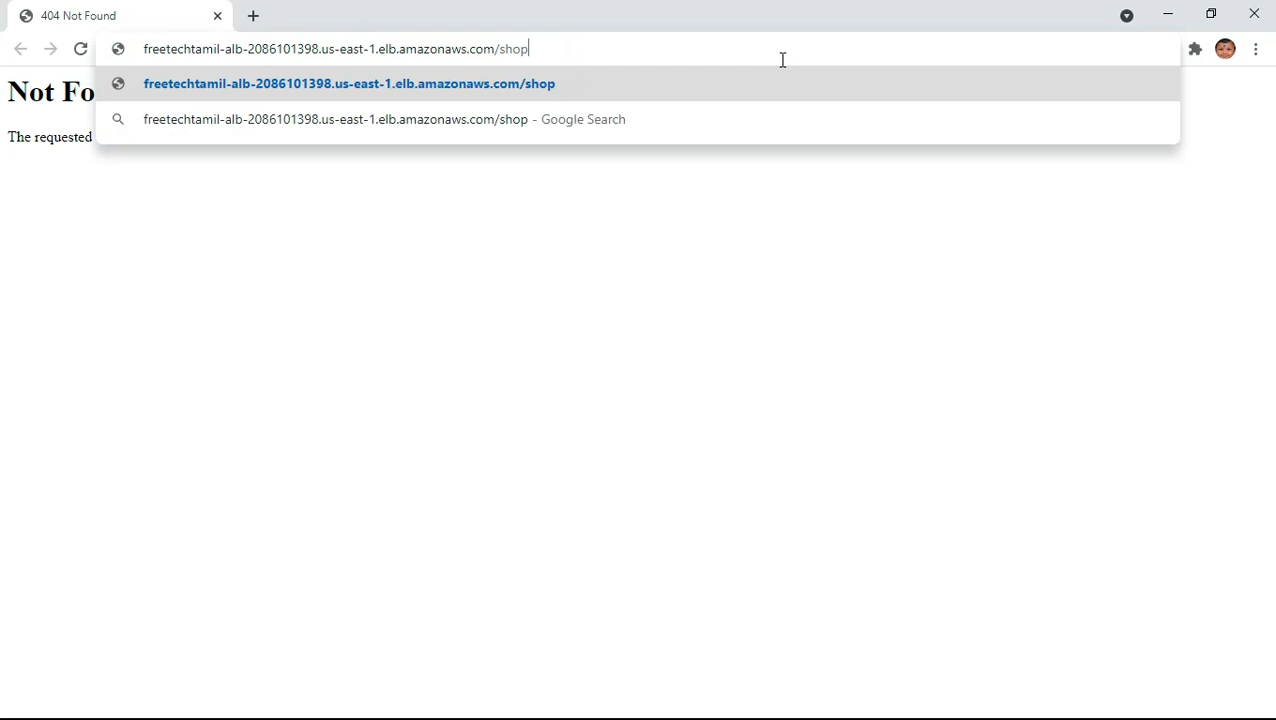 404 Not Found
freetechtamil-alb-2086101398.us-east-1.elb.amazonaws.com/shop
freetechtamil-alb-2086101398.us-east-1.elb.amazonaws.com/shop
freetechtamil-alb-2086101398.us-east-1.elb.amazonaws.com/shop - Google Search
Not Fo
The requested